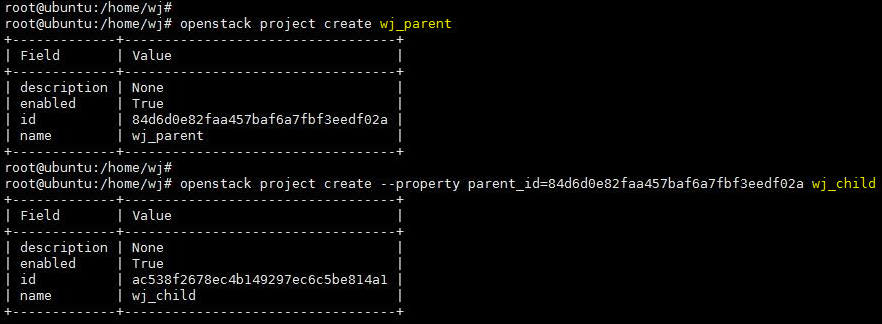 root@ubuntu:/home/wj#
root@ubuntu:/home/wj# openstack project create wj_parent
+-------------+----------------------------------+
| Field       | Value                            |
+-------------+----------------------------------+
| description | None                             |
| enabled     | True                             |
| id          | 84d6d0e82faa457baf6a7fbf3eedf02a |
| name        | wj_parent                        |
+-------------+----------------------------------+
root@ubuntu:/home/wj#
root@ubuntu:/home/wj# openstack project create --property parent_id=84d6d0e82faa457baf6a7fbf3eedf02a wj_child
+-------------+----------------------------------+
| Field       | Value                            |
+-------------+----------------------------------+
| description | None                             |
| enabled     | True                             |
| id          | ac538f2678ec4b149297ec6c5be814a1 |
| name        | wj_child                         |
+-------------+----------------------------------+